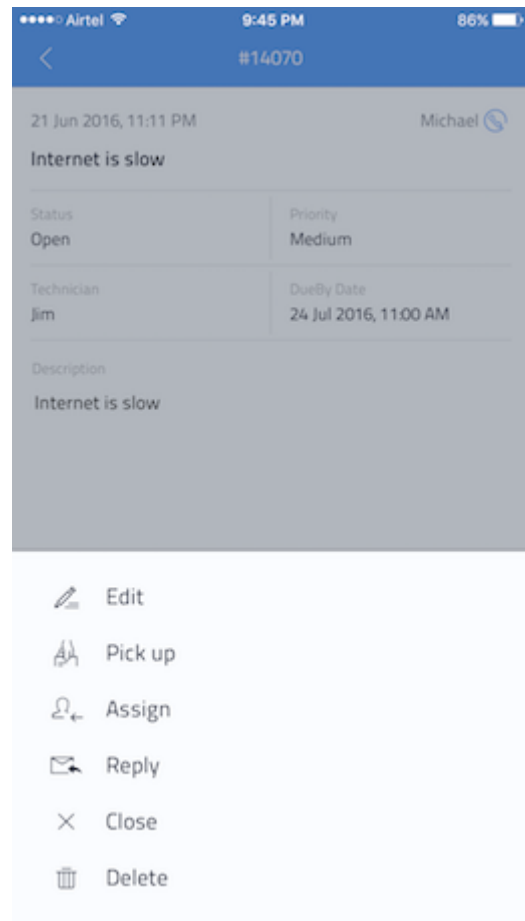 Airtel 9:45 PM 86%
#14070
21 Jun 2016, 11:11 PM Michael
Internet is slow
Status Priority
Open Medium
Technician DueBy Date
Jim 24 Jul 2016, 11:00 AM
Description
Internet is slow
Edit
Pick up
Assign
Reply
Close
Delete